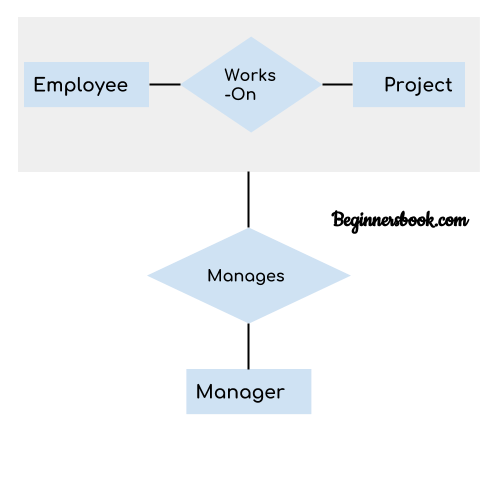 Employee
Works
-On
Project
Beginnersbook.com
Manages
Manager